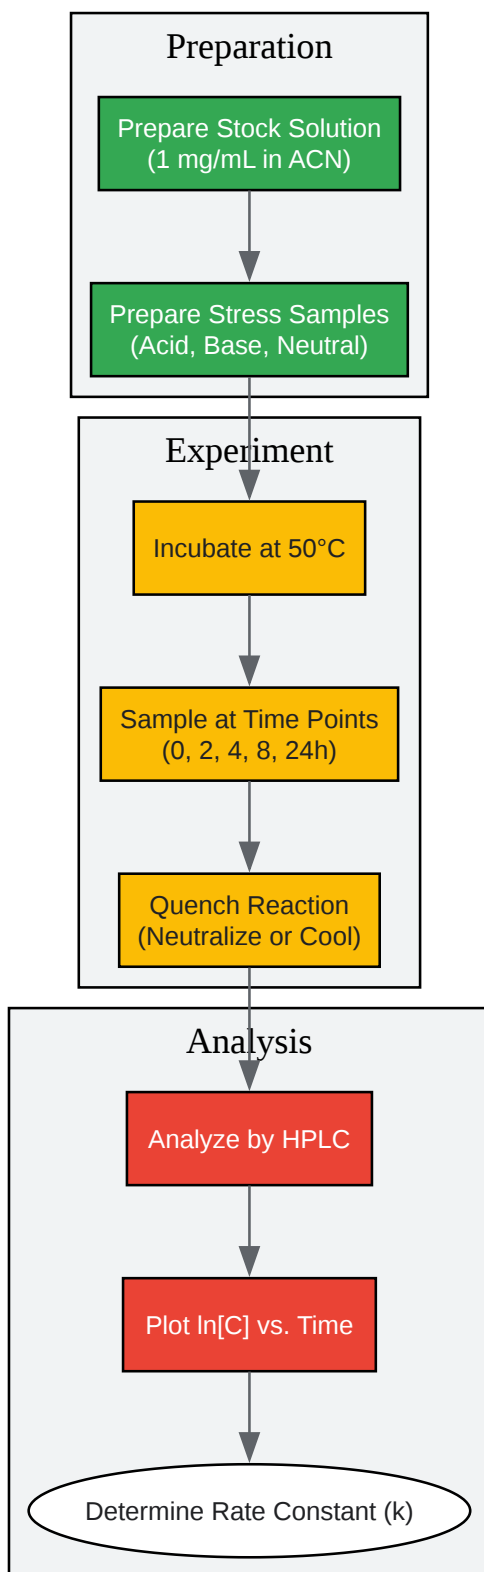 Preparation
Prepare Stock Solution
(1 mg/mL in ACN)
Prepare Stress Samples
(Acid, Base, Neutral)
Experiment
Incubate at 50°C
Sample at Time Points
(0, 2, 4, 8, 24h)
Quench Reaction
(Neutralize or Cool)
Analysis
Analyze by HPLC
Plot ln[C] vs. Time
Determine Rate Constant (k)